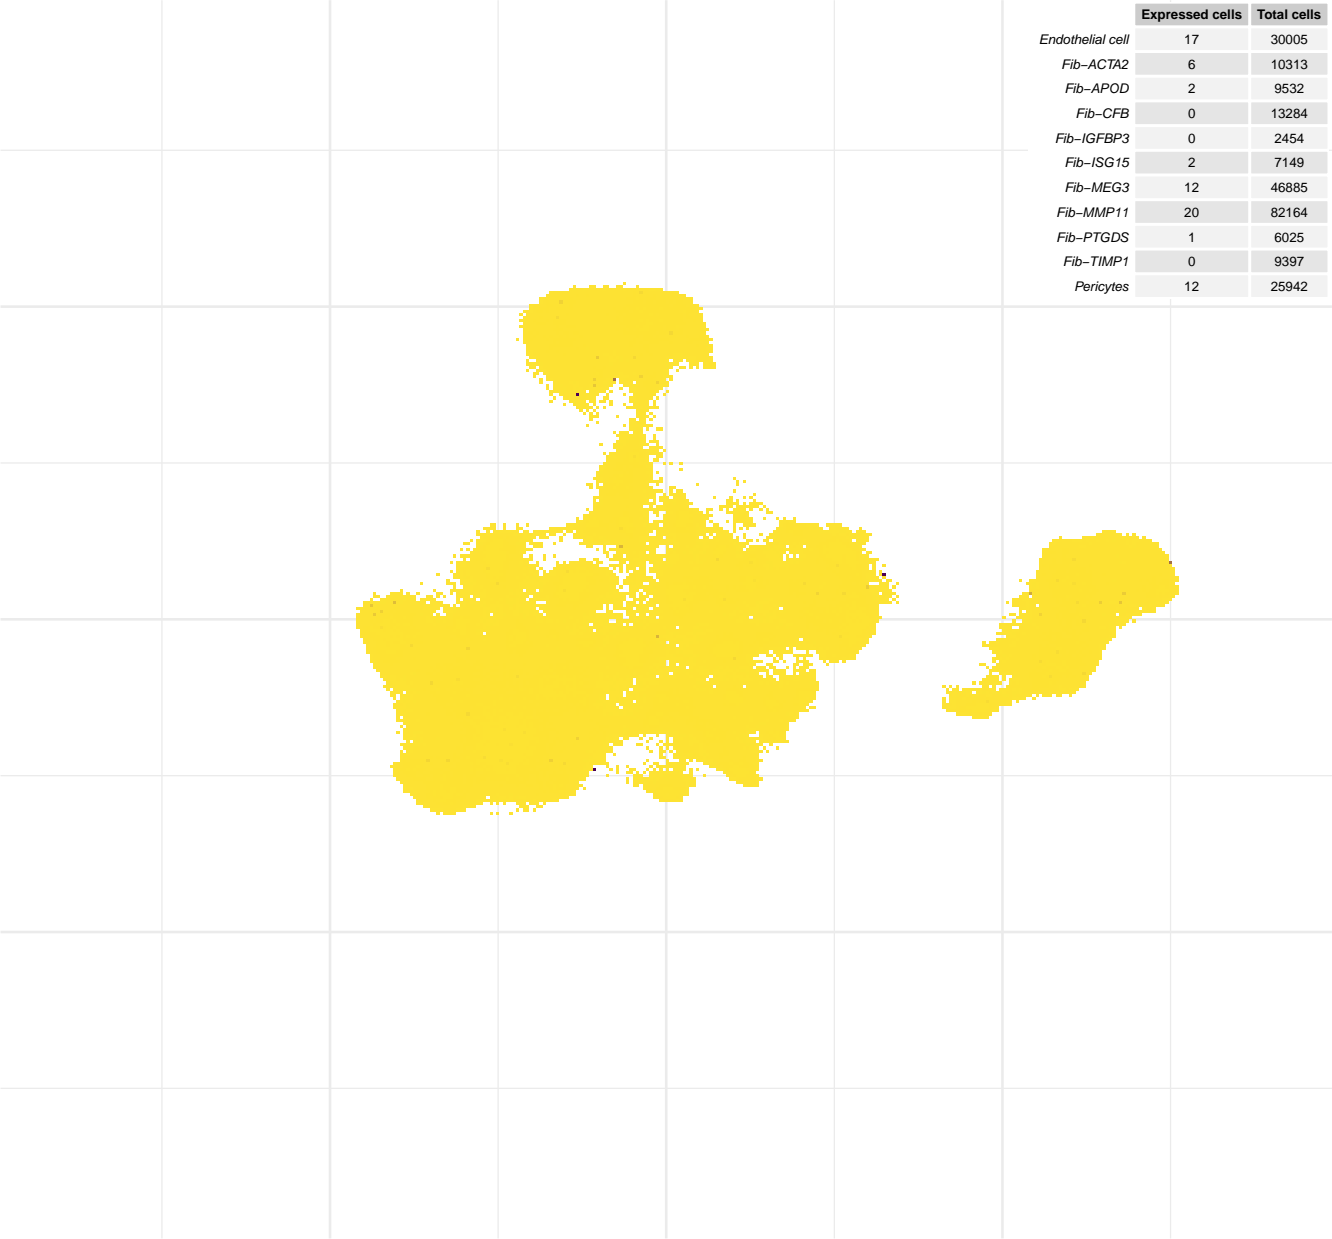 Expressed cells Total cells
Endothelial cell 17 30005
Fib−ACTA2 6 10313
Fib−APOD 2 9532
Fib−CFB 0 13284
Fib−IGFBP3 0 2454
Fib−ISG15 2 7149
Fib−MEG3 12 46885
Fib−MMP11 20 82164
Fib−PTGDS 1 6025
Fib−TIMP1 0 9397
Pericytes 12 25942